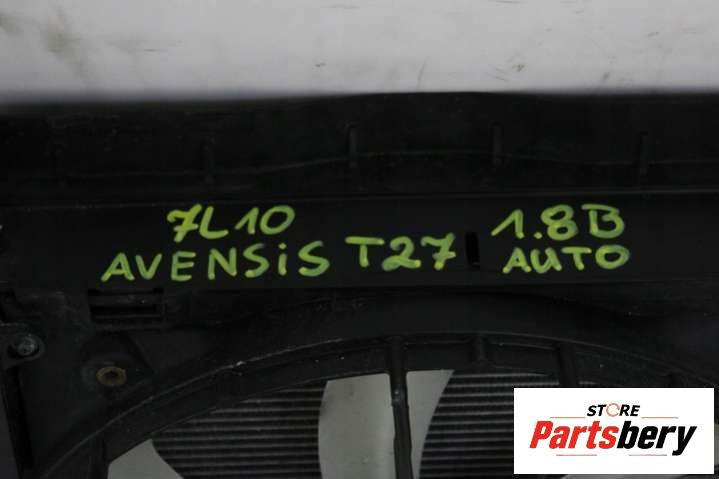 7L10 1.8B
AVENSiS T27 AUTO
STORE
Partsbery